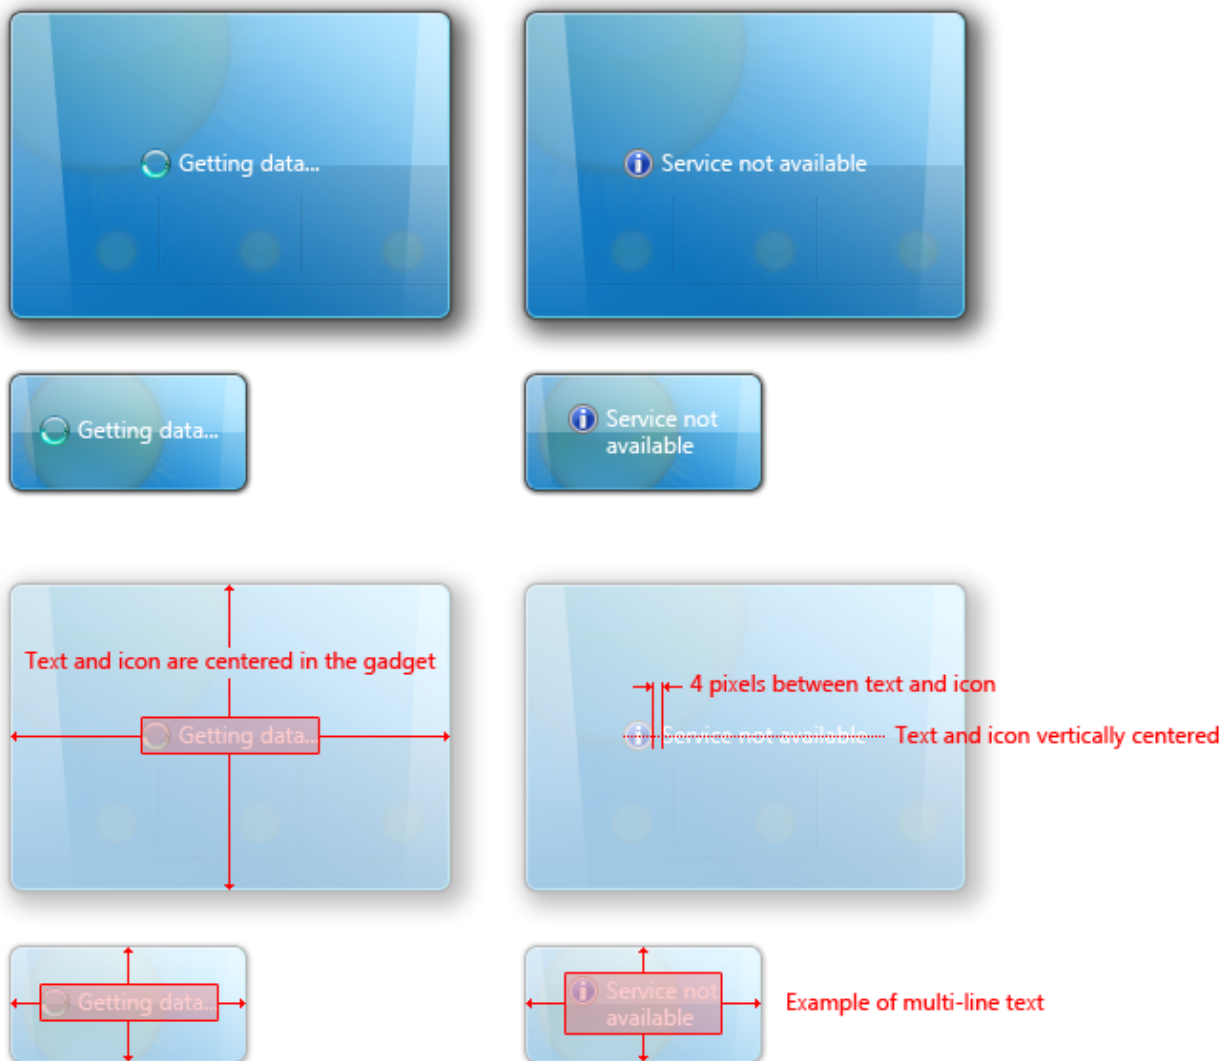 Getting data...
Service not available
Getting data...
Service not
available
Text and icon are centered in the gadget
Getting data...
4 pixels between text and icon
Service not available
Text and icon vertically centered
Getting data...
Service not
available
Example of multi-line text